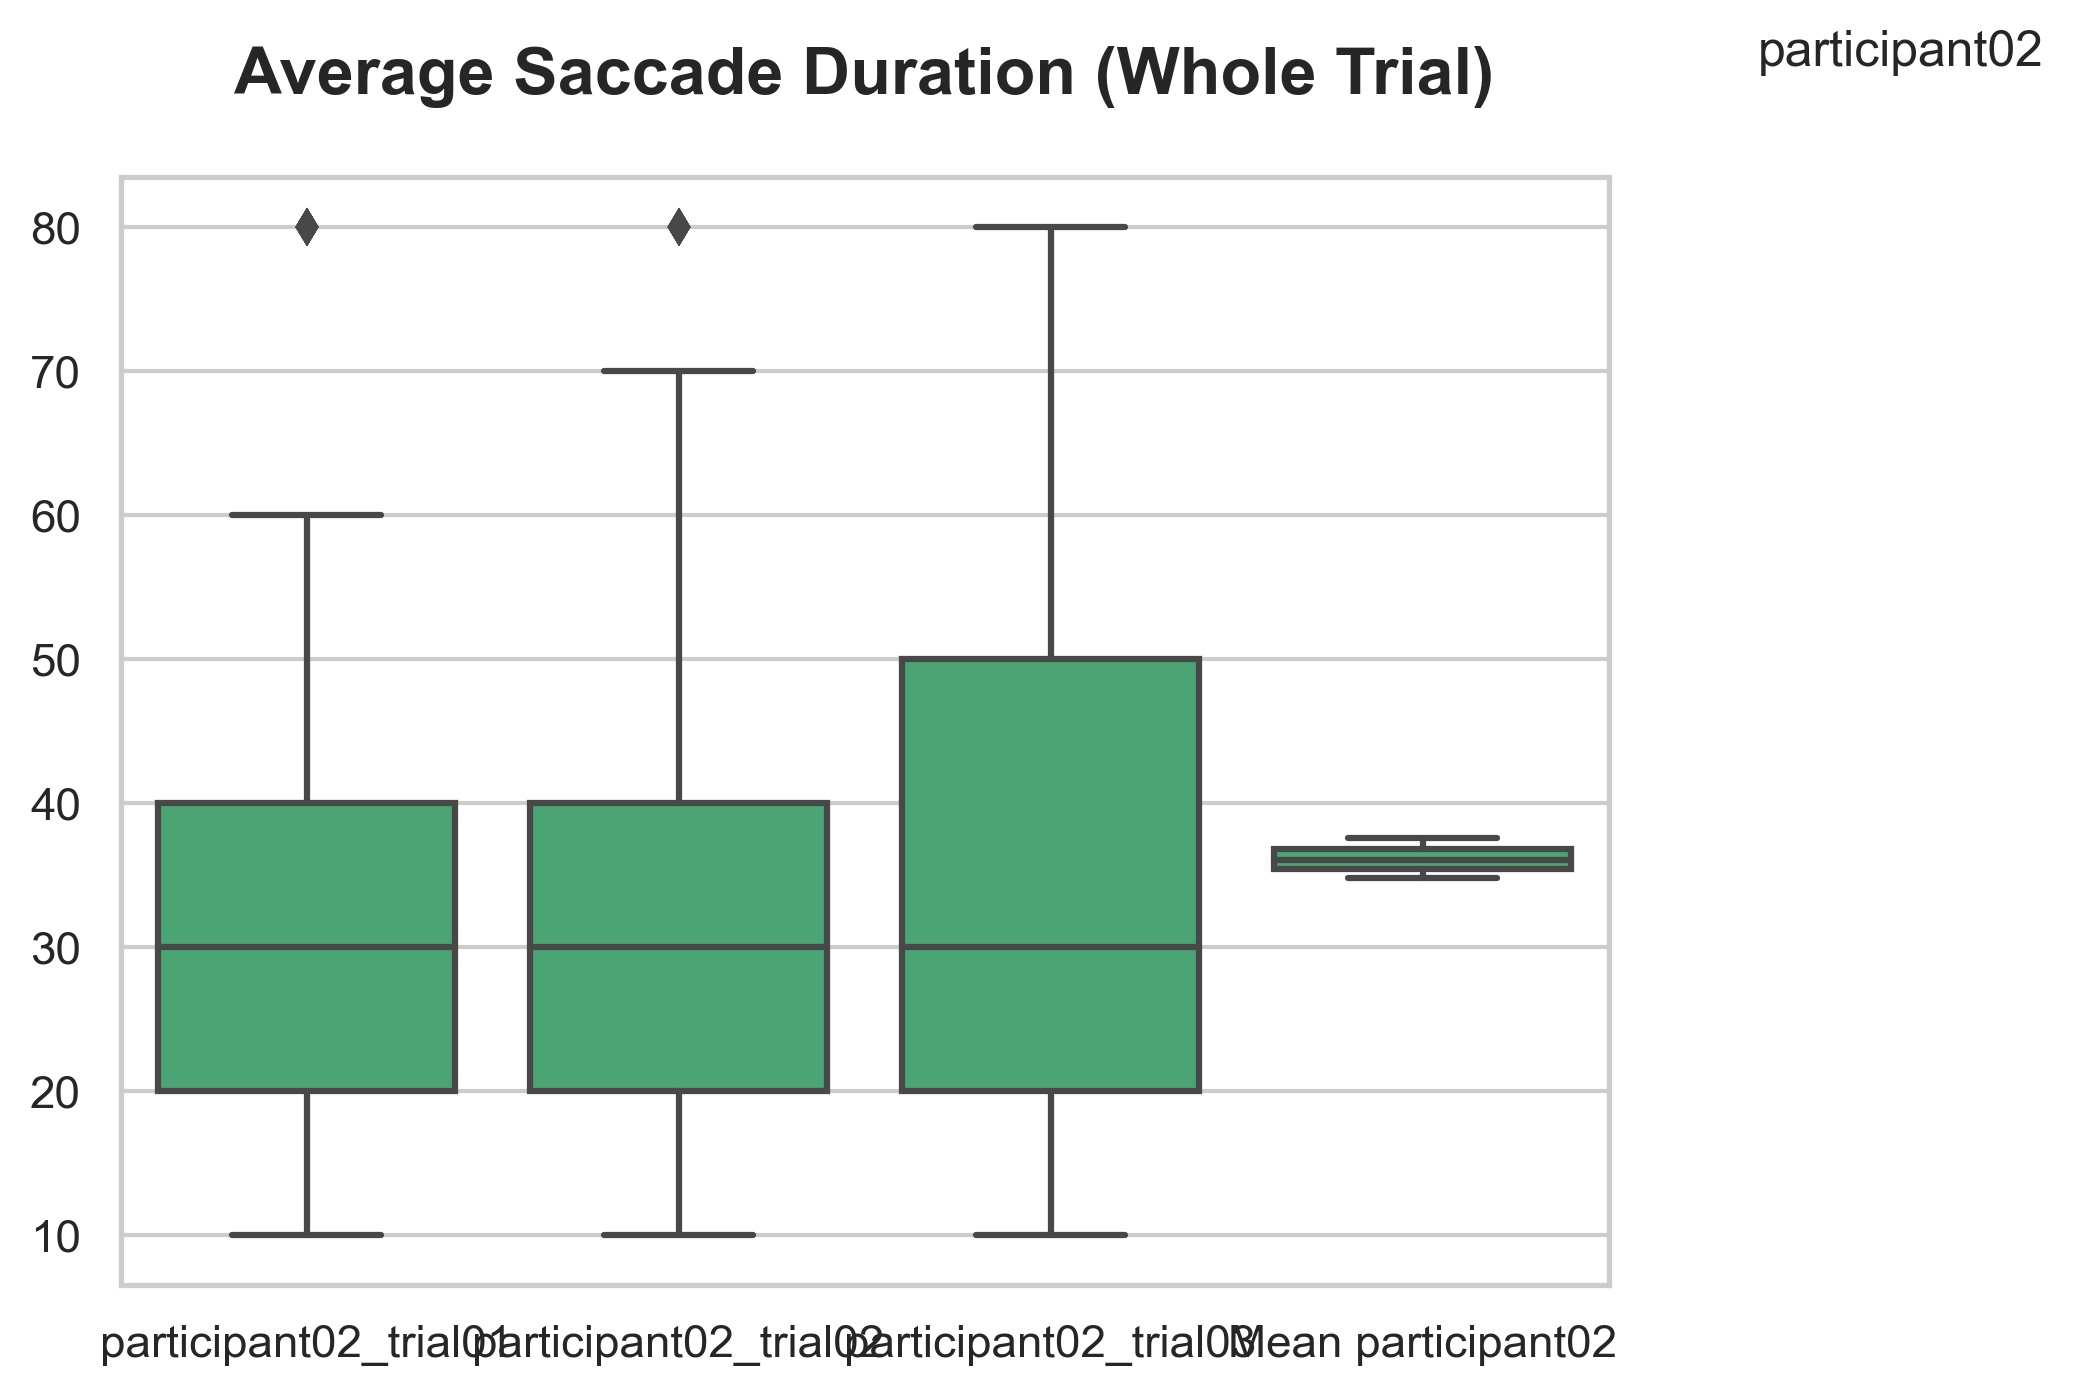 participant02
Average Saccade Duration (Whole Trial)
80
70
60
50
40
30
20
10
participant02_trial01 participant02_trial02 participant02_trial03 Mean participant02